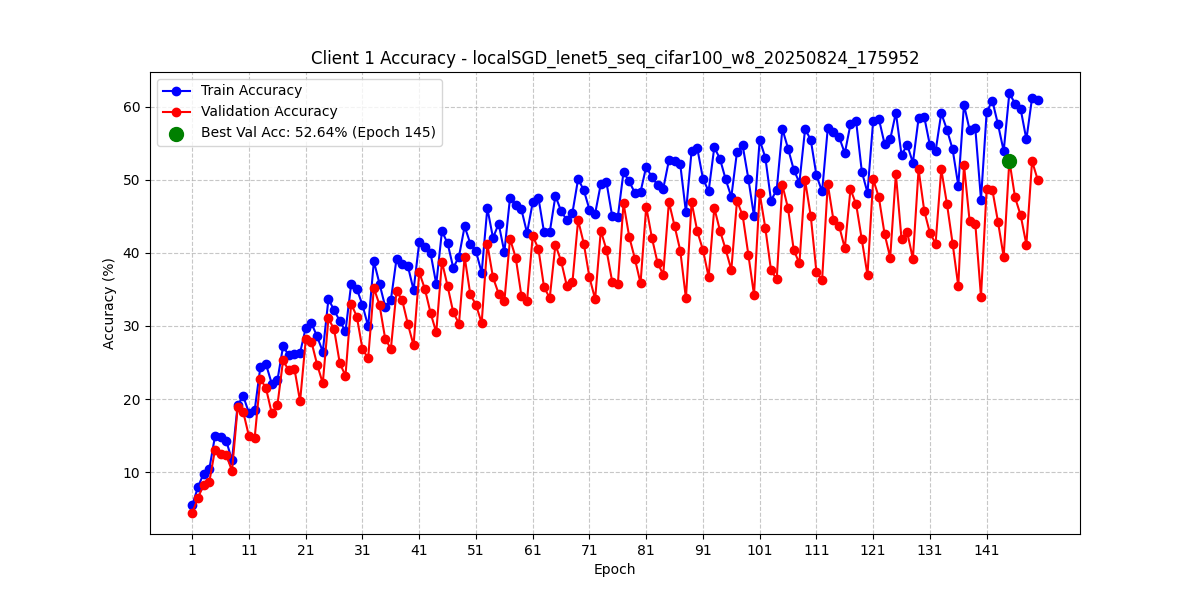 Client 1 Accuracy - localSGD_lenet5_seq_cifar100_w8_20250824_175952
Train Accuracy
Validation Accuracy
Best Val Acc: 52.64% (Epoch 145)
Accuracy (%)
60
50
40
30
20
10
1 11 21 31 41 51 61 71 81 91 101 111 121 131 141
Epoch